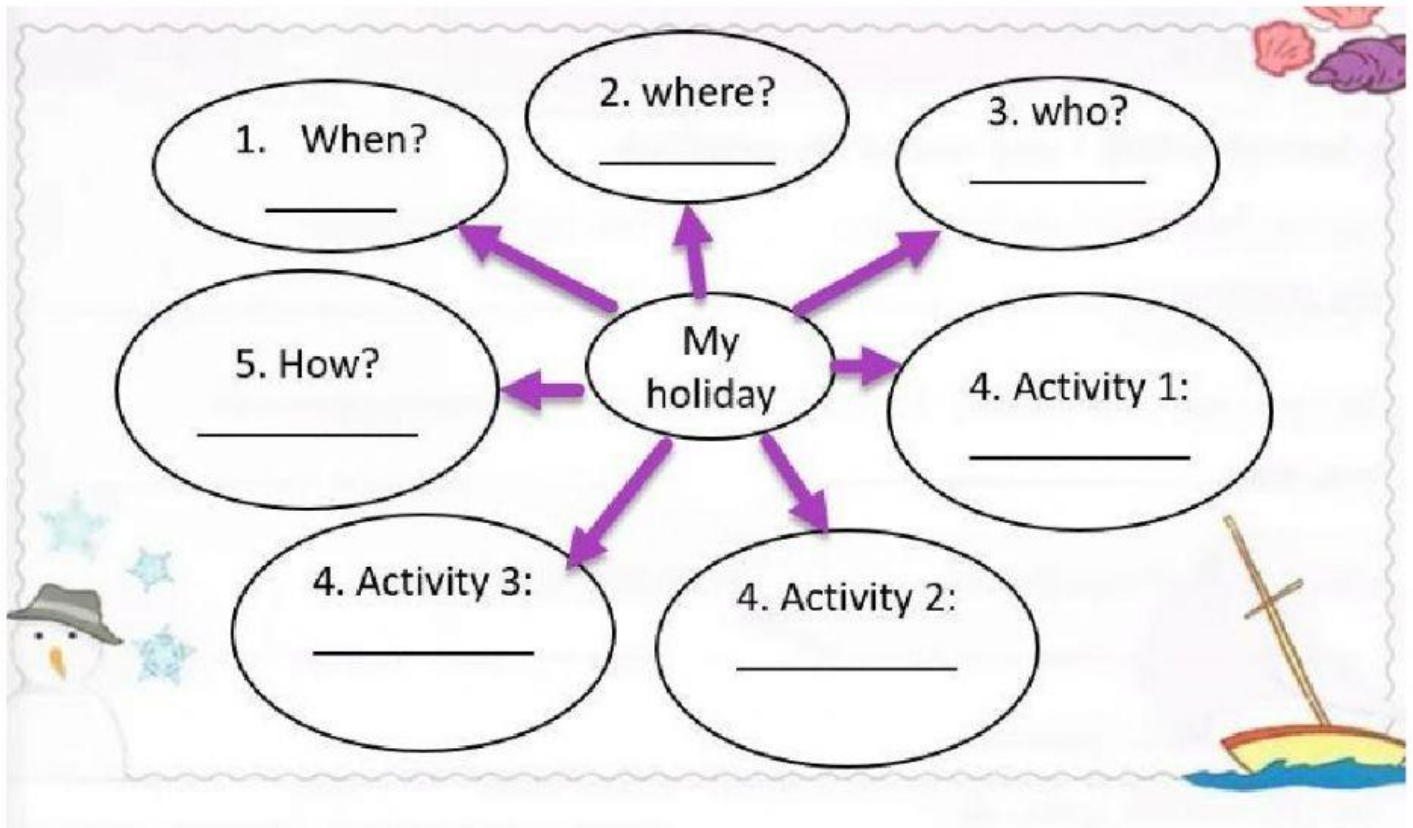 1. When?
2. where?
3. who?
5. How?
My
holiday
4. Activity 1:
4. Activity 3:
4. Activity 2: